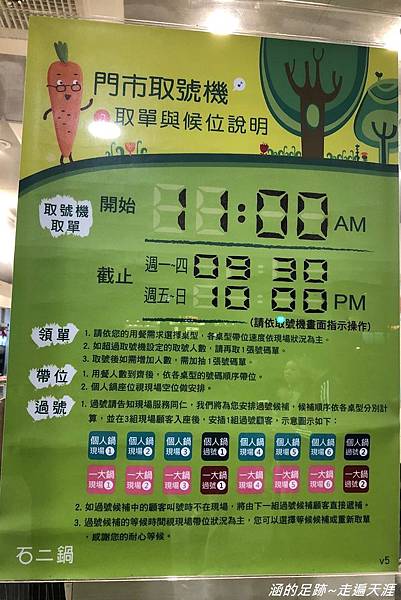 門市取號機
取單與候位說明
取號機
取單
開始
11:00 AM
截止
週一~四 09 30
週五~日 10 00 PM
(請依取號機畫面指示操作)
領單
1. 請依您的用餐需求選擇桌型，各桌型帶位速度依現場狀況為主。
2. 如超過取號機設定的取號人數，請再取1張號碼單。
3. 取號後如需增加人數，需加抽1張號碼單。
帶位
1. 用餐人數到齊後，依各桌型的號碼順序帶位。
2. 個人鍋座位視現場空位做安排。
過號
1. 過號請告知現場服務同仁，我們將為您安排過號候補，候補順序依各桌型分別計
算，並在3組現場顧客入座後，安插1組過號顧客，示意圖示如下：
個人鍋 個人鍋 個人鍋 個人鍋 個人鍋 個人鍋 個人鍋 個人鍋
現場1 現場2 現場3 過號1 現場4 現場5 現場6 過號2
一大鍋 一大鍋 一大鍋 一大鍋 一大鍋 一大鍋 一大鍋 一大鍋
現場1 現場2 現場3 過號1 現場4 現場5 現場6 過號2
2. 如過號候補中的顧客叫號時不在現場，將由下一組過號候補顧客直接遞補。
3. 過號候補的等候時間視現場帶位狀況為主，您可以選擇等候候補或重新取單
，感謝您的耐心等候。
石二鍋
v5
涵的足跡~走遍天涯